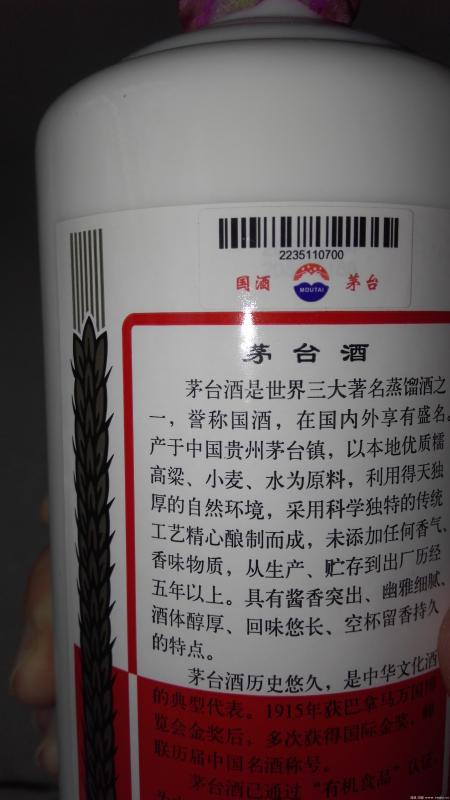 2235110700
国酒 MOUTAI 茅台
茅台酒
茅台酒是世界三大著名蒸馏酒之
一，誉称国酒，在国内外享有盛名。
产于中国贵州茅台镇，以本地优质糯
高粱、小麦、水为原料，利用得天独
厚的自然环境，采用科学独特的传统
工艺精心酿制而成，未添加任何香气、
香味物质，从生产、贮存到出厂历经
五年以上。具有酱香突出、幽雅细腻、
酒体醇厚、回味悠长、空杯留香持久
的特点。
茅台酒历史悠久，是中华文化酒
的典型代表。1915年获巴拿马万国博
览会金奖后，多次获得国际金奖，蝉
联历届中国名酒称号。
茅台酒已通过“有机食品”认证，